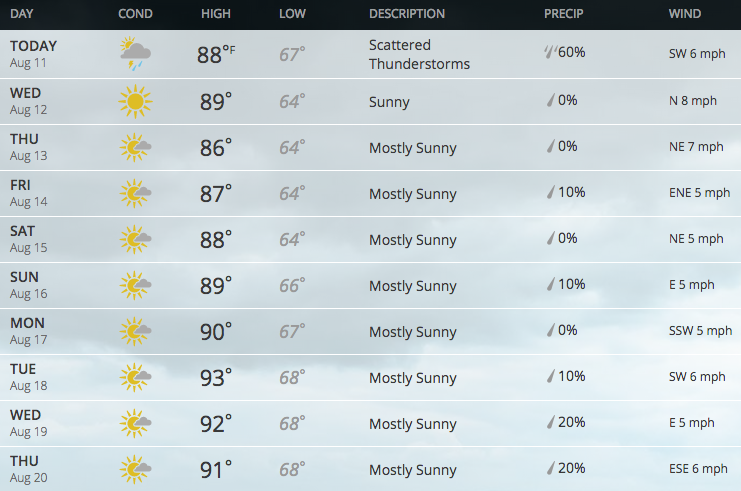 DAY COND HIGH LOW DESCRIPTION PRECIP WIND
TODAY
Aug 11
88°F 67°
Scattered
Thunderstorms
60% SW 6 mph
WED
Aug 12
89° 64° Sunny 0% N 8 mph
THU
Aug 13
86° 64° Mostly Sunny 0% NE 7 mph
FRI
Aug 14
87° 64° Mostly Sunny 10% ENE 5 mph
SAT
Aug 15
88° 64° Mostly Sunny 0% NE 5 mph
SUN
Aug 16
89° 66° Mostly Sunny 10% E 5 mph
MON
Aug 17
90° 67° Mostly Sunny 0% SSW 5 mph
TUE
Aug 18
93° 68° Mostly Sunny 10% SW 6 mph
WED
Aug 19
92° 68° Mostly Sunny 20% E 5 mph
THU
Aug 20
91° 68° Mostly Sunny 20% ESE 6 mph